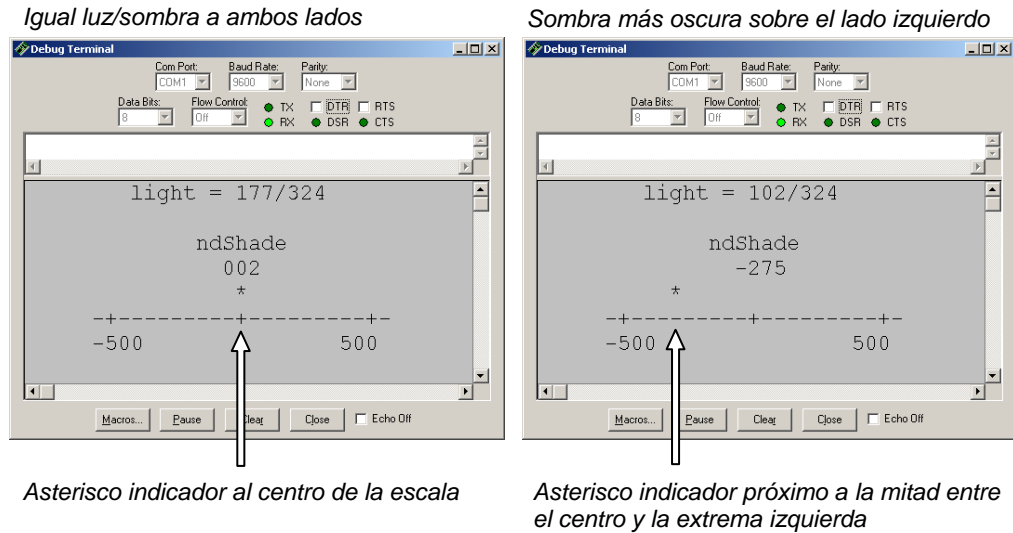 Igual luz/sombra a ambos lados
Debug Terminal
Com Port: Baud Rate: Parity:
COM1 9600 None
Data Bits: Flow Control: TX DTR RTS
8 Off RX DSR CTS
light = 177/324
ndShade
002
*
-+---------+---------+-
-500 500
Macros... Pause Clear Close Echo Off
Asterisco indicador al centro de la escala
Sombra más oscura sobre el lado izquierdo
Debug Terminal
Com Port: Baud Rate: Parity:
COM1 9600 None
Data Bits: Flow Control: TX DTR RTS
8 Off RX DSR CTS
light = 102/324
ndShade
-275
*
-+---------+---------+-
-500 500
Macros... Pause Clear Close Echo Off
Asterisco indicador próximo a la mitad entre
el centro y la extrema izquierda